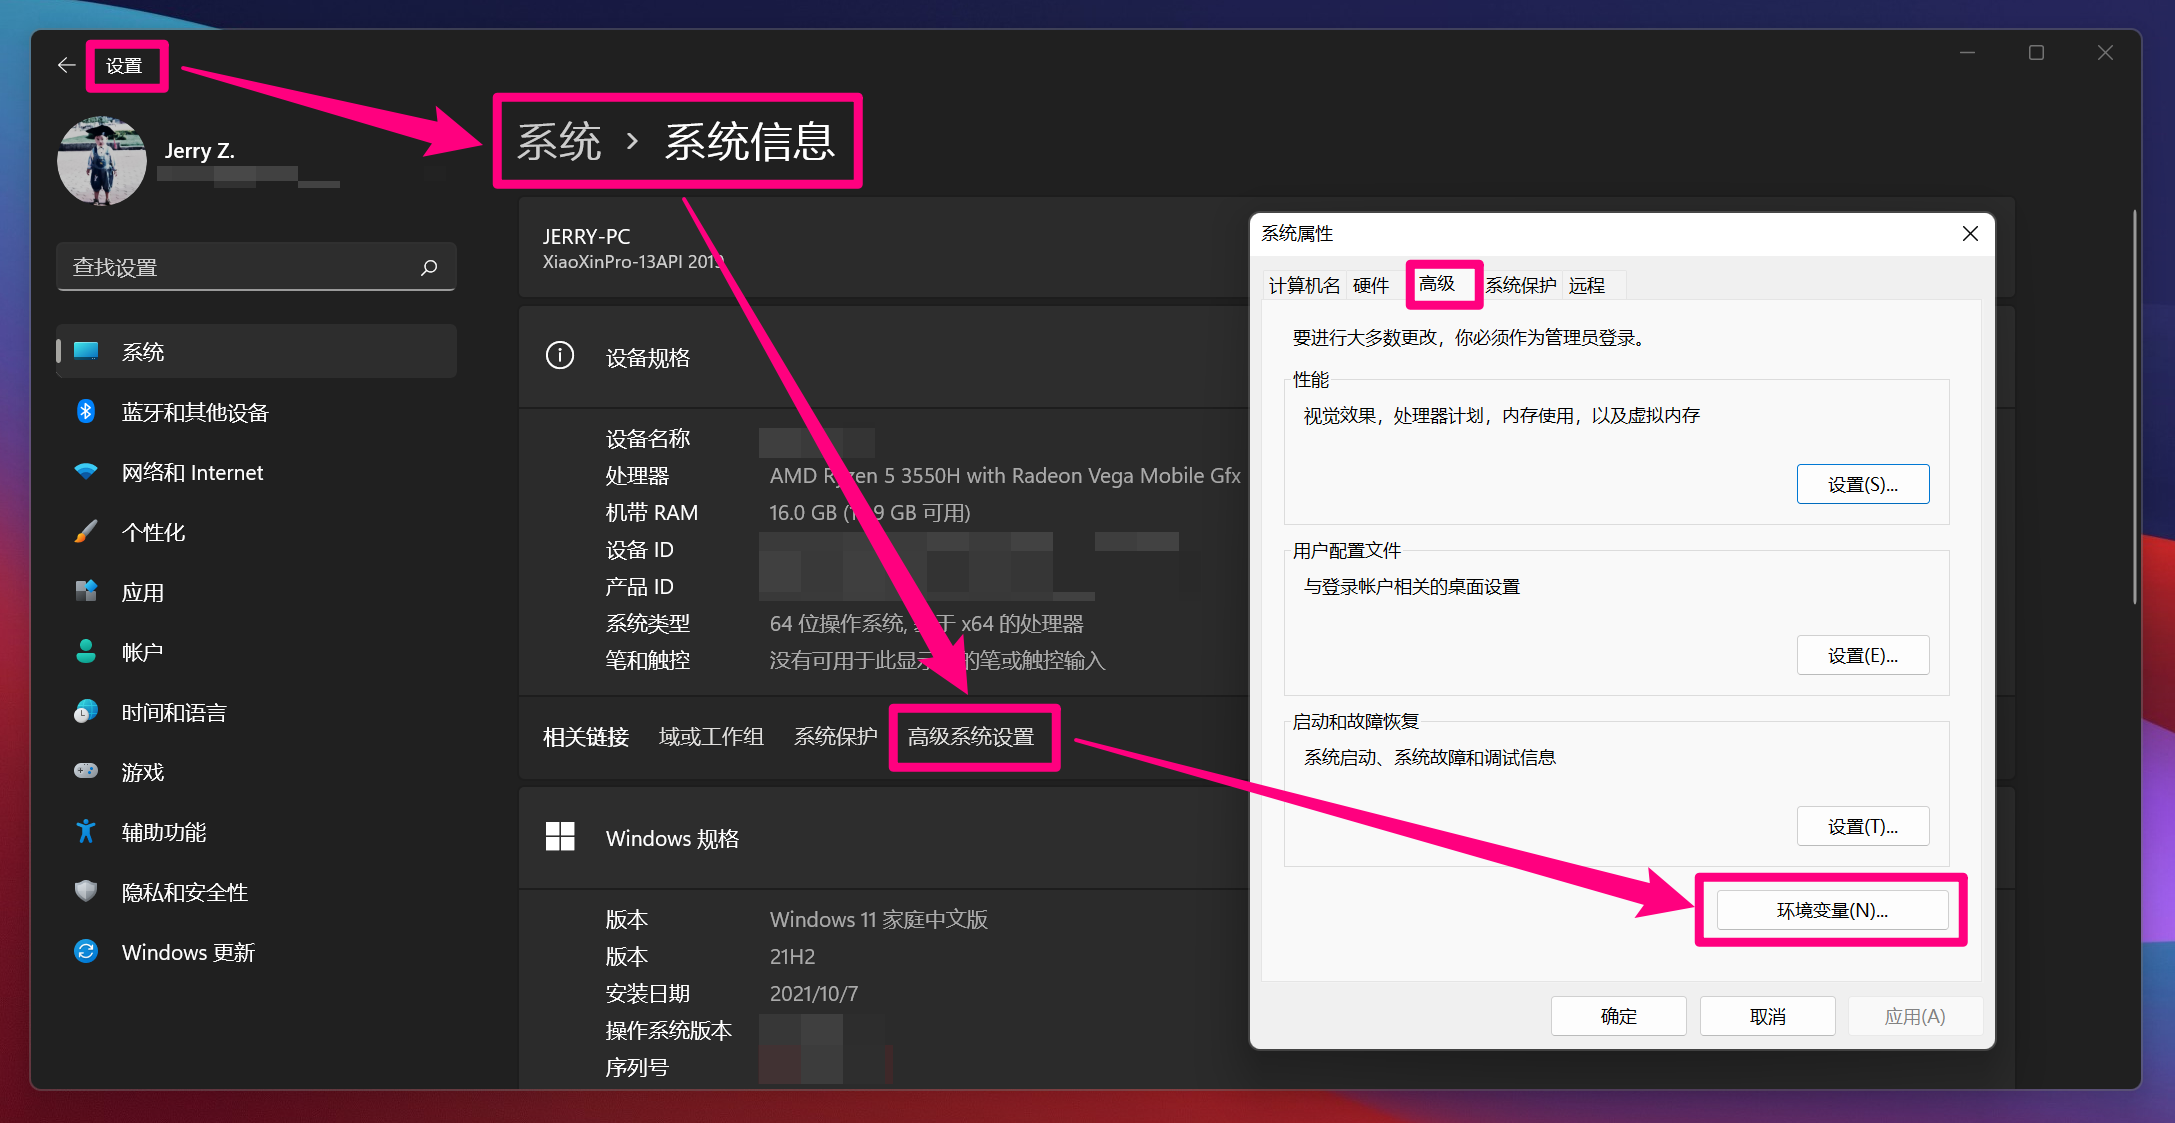 设置
Jerry Z.
查找设置
系统
蓝牙和其他设备
网络和 Internet
个性化
应用
帐户
时间和语言
游戏
辅助功能
隐私和安全性
Windows 更新
系统 › 系统信息
JERRY-PC
XiaoXinPro-13API 2019
设备规格
设备名称
处理器 AMD Ryzen 5 3550H with Radeon Vega Mobile Gfx
机带 RAM 16.0 GB ( 9 GB 可用)
设备 ID
产品 ID
系统类型 64 位操作系统, 基于 x64 的处理器
笔和触控 没有可用于此显示器的笔或触控输入
相关链接 域或工作组 系统保护 高级系统设置
Windows 规格
版本 Windows 11 家庭中文版
版本 21H2
安装日期 2021/10/7
操作系统版本
序列号
系统属性
计算机名 硬件 高级 系统保护 远程
要进行大多数更改，你必须作为管理员登录。
性能
视觉效果，处理器计划，内存使用，以及虚拟内存
设置(S)...
用户配置文件
与登录帐户相关的桌面设置
设置(E)...
启动和故障恢复
系统启动、系统故障和调试信息
设置(T)...
环境变量(N)...
确定 取消 应用(A)